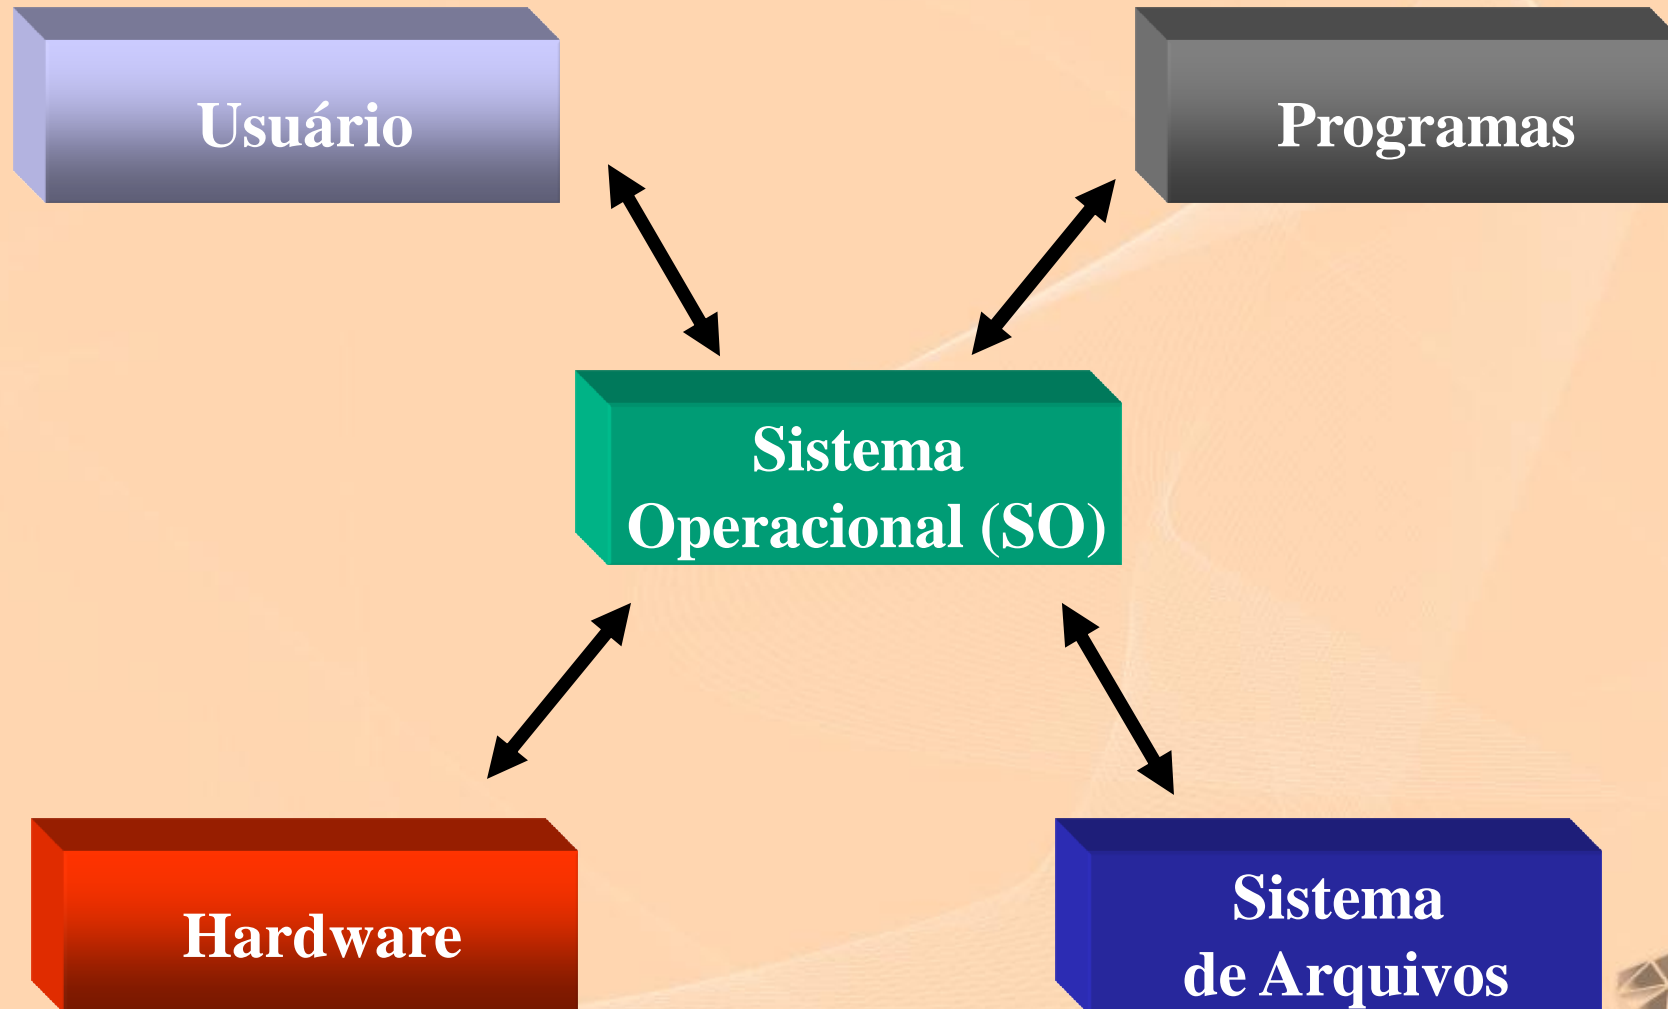 Usuário
Programas
Sistema
Operacional (SO)
Hardware
Sistema
de Arquivos